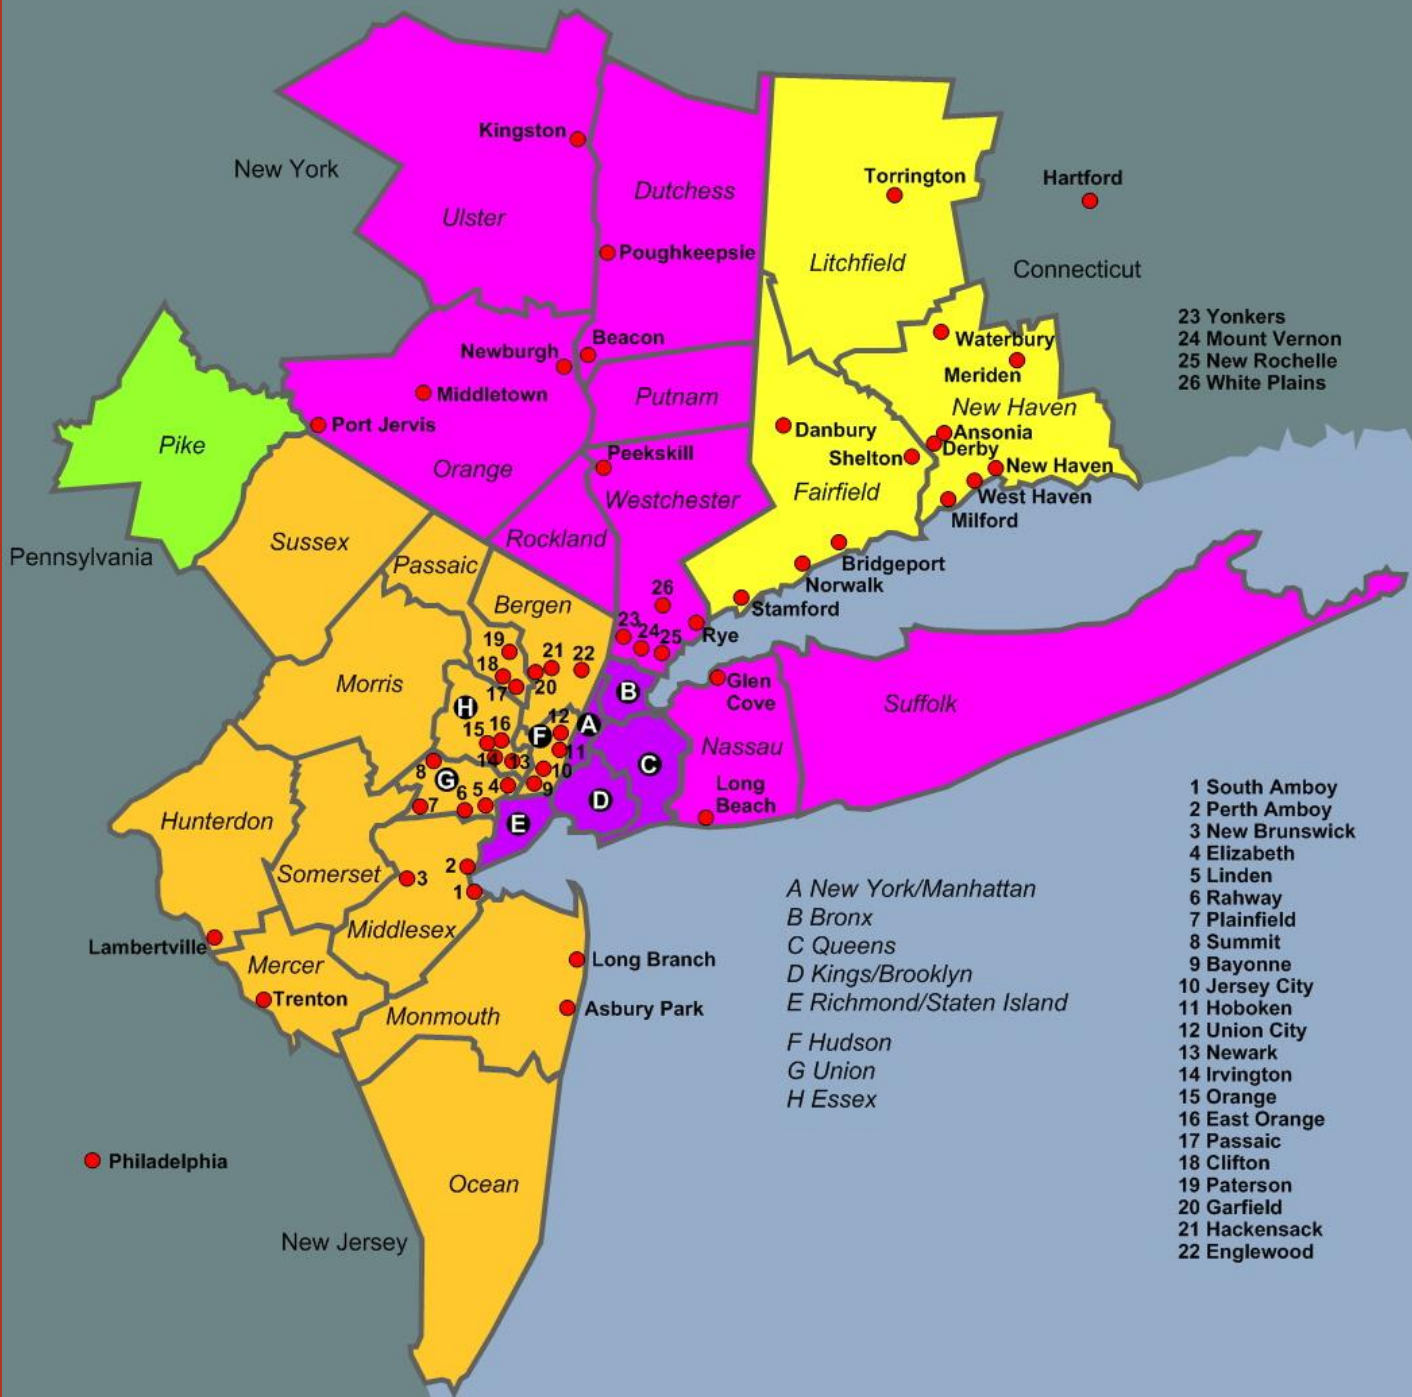 Kingston
New York
Dutchess
Torrington
Hartford
Ulster
Poughkeepsie
Litchfield
Connecticut
23 Yonkers
24 Mount Vernon
25 New Rochelle
26 White Plains
Beacon
Newburgh
Waterbury
Meriden
Middletown
Putnam
New Haven
Port Jervis
Pike
Danbury
Ansonia
Derby
Orange
Peekskill
Shelton
New Haven
Westchester
Fairfield
West Haven
Milford
Sussex
Rockland
Pennsylvania
Passaic
Bridgeport
Norwalk
Bergen
26
Stamford
23
24
25
Rye
19
21
22
18
20
17
Morris
B
Glen
Cove
H
Suffolk
A
12
F
16
15
11
Nassau
14
13
C
8
10
G
Long
Beach
4
9
5
6
7
D
Hunterdon
E
1 South Amboy
2 Perth Amboy
3 New Brunswick
4 Elizabeth
5 Linden
6 Rahway
7 Plainfield
8 Summit
9 Bayonne
10 Jersey City
11 Hoboken
12 Union City
13 Newark
14 Irvington
15 Orange
16 East Orange
17 Passaic
18 Clifton
19 Paterson
20 Garfield
21 Hackensack
22 Englewood
2
Somerset
3
1
A New York/Manhattan
B Bronx
C Queens
D Kings/Brooklyn
E Richmond/Staten Island
F Hudson
G Union
H Essex
Middlesex
Lambertville
Mercer
Long Branch
Trenton
Monmouth
Asbury Park
Philadelphia
Ocean
New Jersey